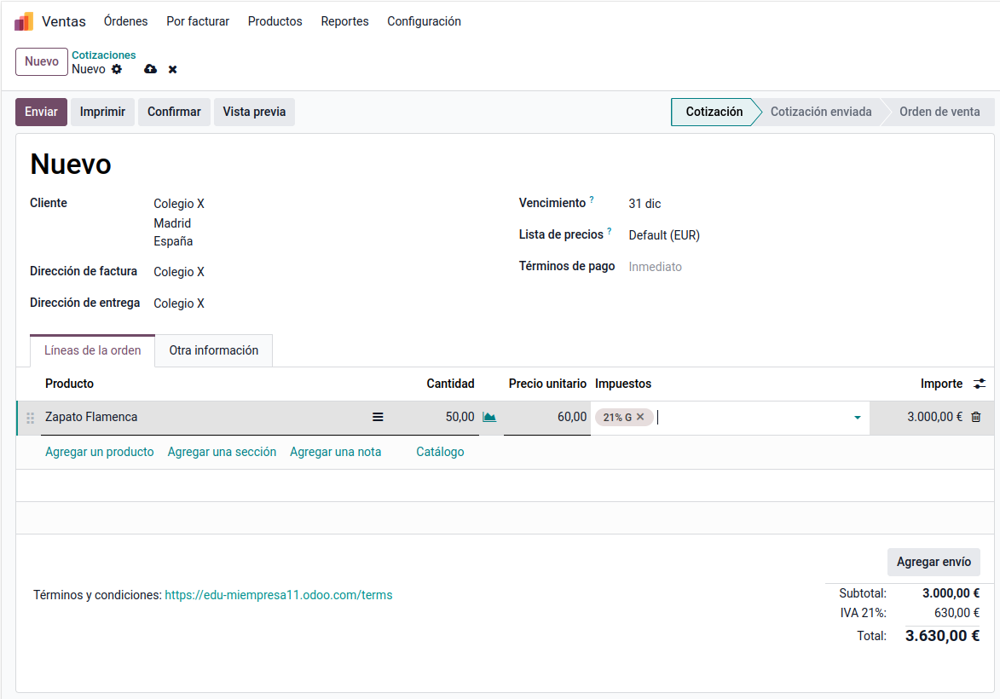 Ventas Órdenes Por facturar Productos Reportes Configuración
Nuevo
Cotizaciones
Nuevo
Enviar Imprimir Confirmar Vista previa
Cotización Cotización enviada Orden de venta
Nuevo
Cliente Colegio X
Madrid
España
Dirección de factura Colegio X
Dirección de entrega Colegio X
Vencimiento ? 31 dic
Lista de precios ? Default (EUR)
Términos de pago Inmediato
Líneas de la orden Otra información
Producto Cantidad Precio unitario Impuestos Importe
Zapato Flamenca 50,00 60,00 21% G 3.000,00 €
Agregar un producto Agregar una sección Agregar una nota Catálogo
Agregar envío
Términos y condiciones: https://edu-miempresa11.odoo.com/terms
Subtotal: 3.000,00 €
IVA 21%: 630,00 €
Total: 3.630,00 €